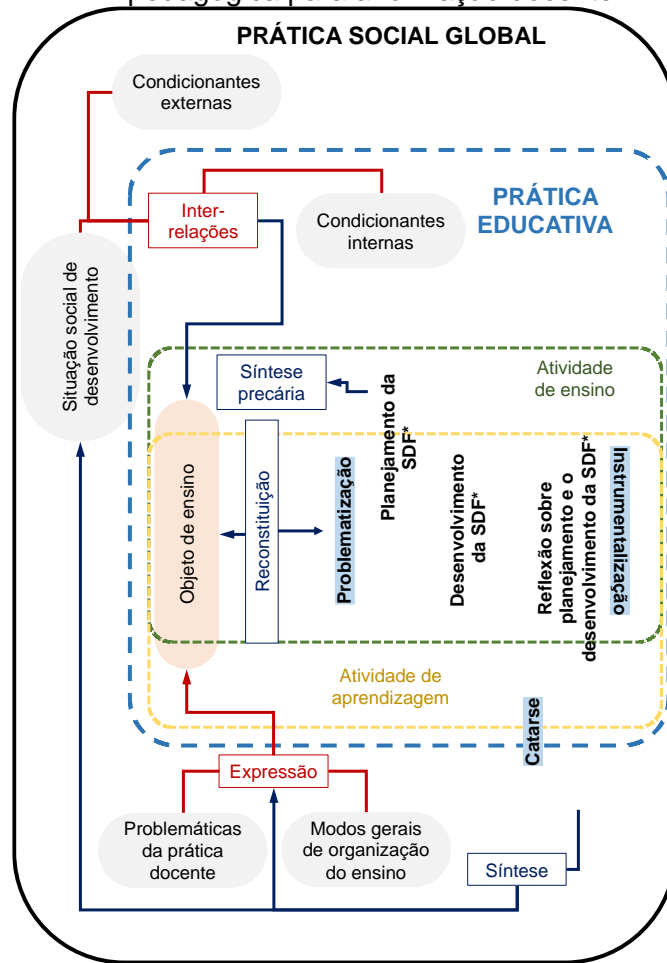 PRÁTICA SOCIAL GLOBAL
Condicionantes
externas
PRÁTICA
EDUCATIVA
Inter-
relações
Condicionantes
internas
Situação social de
desenvolvimento
Atividade
de ensino
Síntese
precária
Objeto de ensino
Reconstituição
Problematização
Planejamento da
SDF*
Desenvolvimento
da SDF*
Reflexão sobre
planejamento e o
desenvolvimento da SDF*
Instrumentalização
Atividade de
aprendizagem
Catarse
Expressão
Problemáticas
da prática
docente
Modos gerais
de organização
do ensino
Síntese